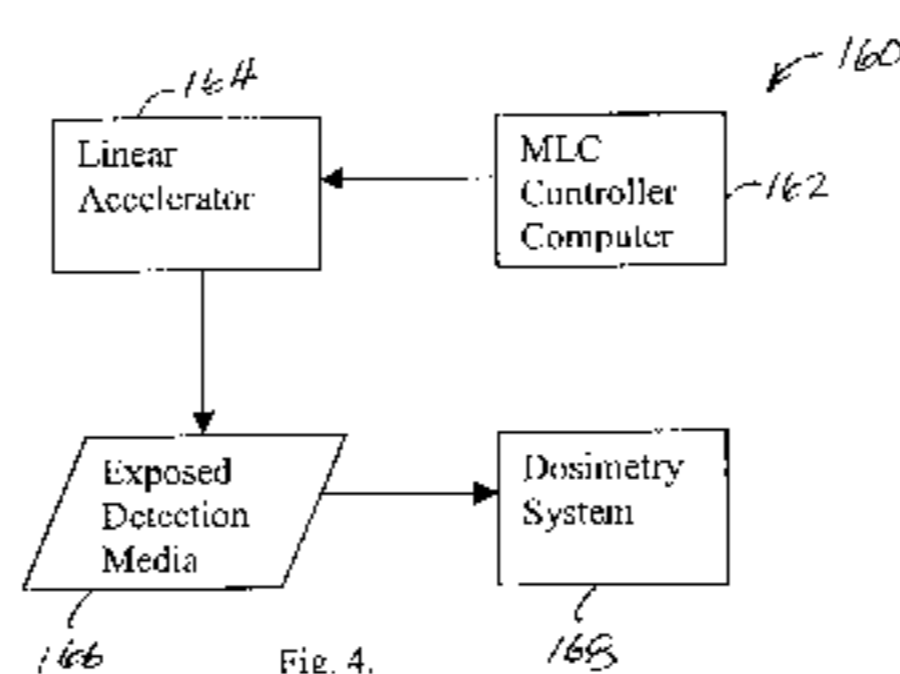 160
164
Linear
Accelerator
MLC
Controller
Computer
162
Exposed
Detection
Media
Dosimetry
System
166
168
Fig. 4.